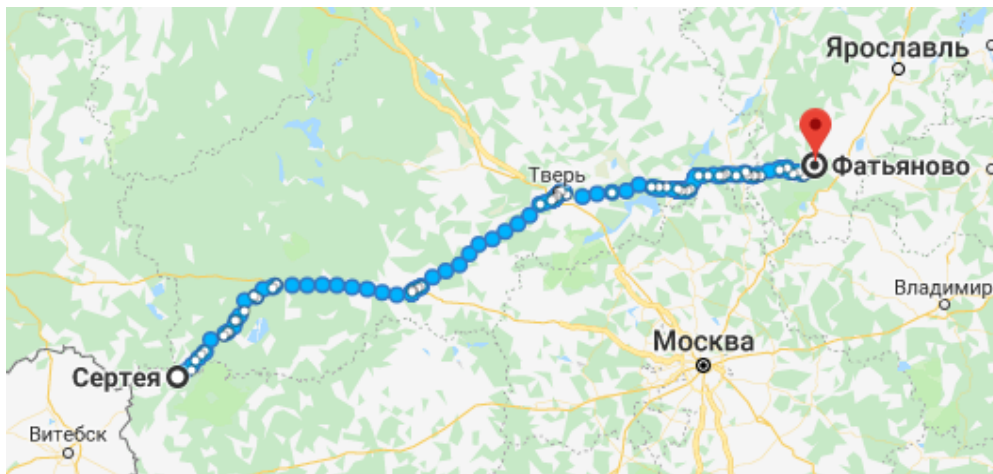 Ярославль
Фатьяново
Тверь
Владимир
Москва
Сертея
Витебск